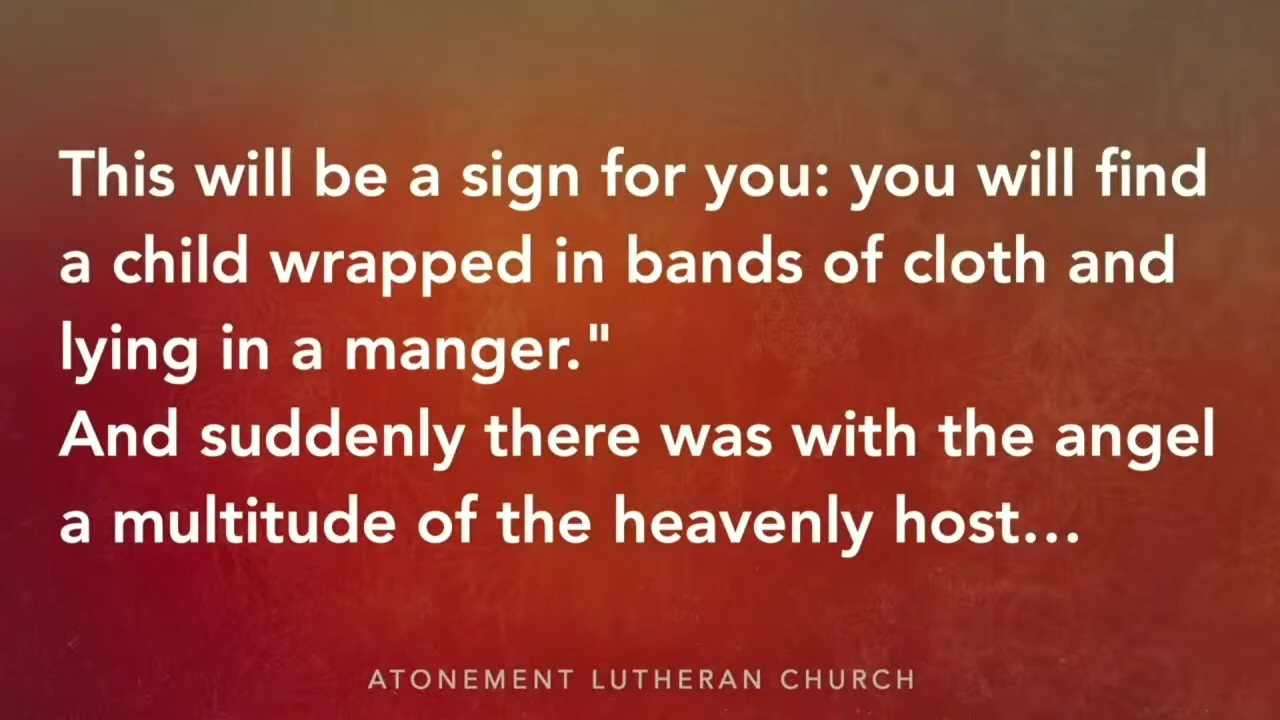 This will be a sign for you: you will find
a child wrapped in bands of cloth and
lying in a manger."
And suddenly there was with the angel
a multitude of the heavenly host...
ATONEMENT LUTHERAN CHURCH